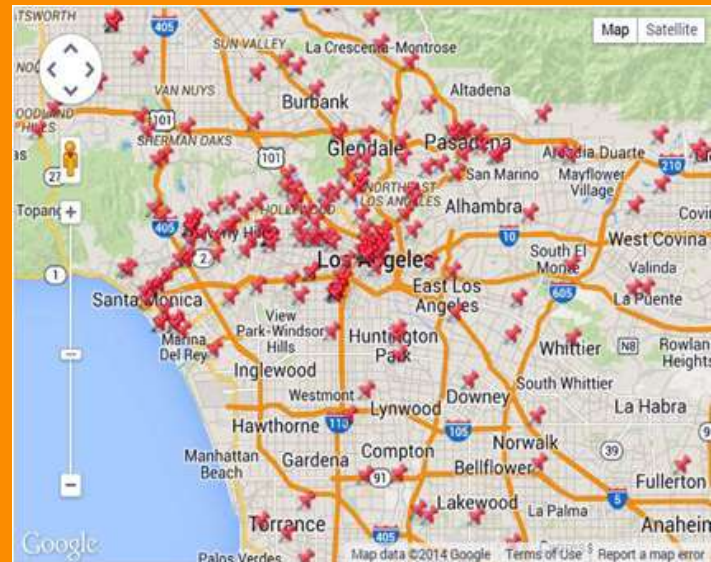 ATSWORTH
405
SUN VALLEY
La Crescenta-Montrose
Map
Satellite
VAN NUYS
Burbank
Altadena
101
SHERMAN OAKS
101
Glendale
Pasadena
Arcadia
Duarte
210
27
San Marino
Mayflower
Village
NORTHEAST
LOS ANGELES
Topang
HOLLYWOOD
Alhambra
405
10
West Covina
Covi
2
Los Angeles
South El
Monte
Valinda
1
East Los
Angeles
605
La Puente
Santa Monica
View
Park-Windsor
Hills
Marina
Del Rey
Huntington
Park
Whittier
N8
Rowlan
Heights
Inglewood
South Whittier
Westmont
Lynwood
Downey
La Habra
Hawthorne
110
105
Norwalk
39
Manhattan
Beach
Gardena
Compton
91
Bellflower
Fullerton
5
Lakewood
La Palma
Torrance
Anaheim
405
Google
Palos Verdes
Map data ©2014 Google
Terms of Use
Report a map error